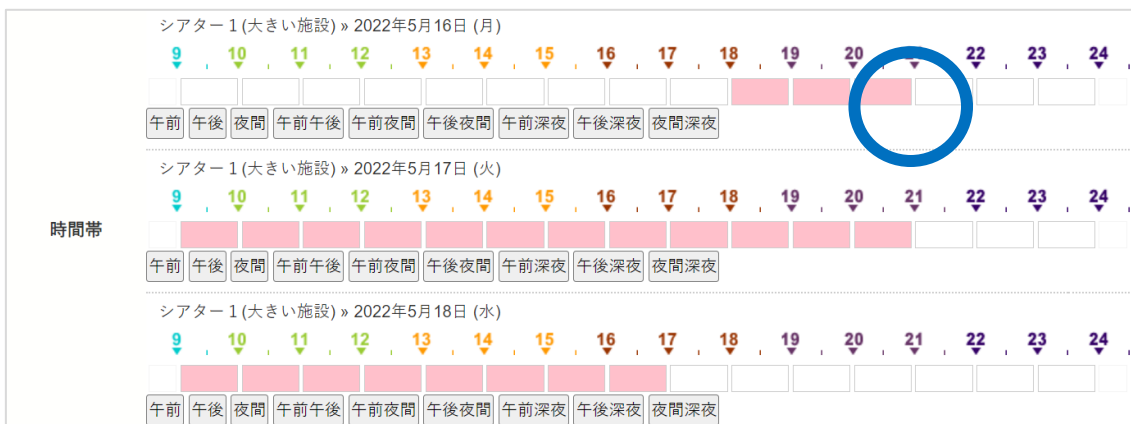 シアター１(大きい施設) » 2022年5月16日 (月)
9 10 11 12 13 14 15 16 17 18 19 20 21 22 23 24
午前 午後 夜間 午前午後 午前夜間 午後夜間 午前深夜 午後深夜 夜間深夜
シアター１(大きい施設) » 2022年5月17日 (火)
9 10 11 12 13 14 15 16 17 18 19 20 21 22 23 24
時間帯
午前 午後 夜間 午前午後 午前夜間 午後夜間 午前深夜 午後深夜 夜間深夜
シアター１(大きい施設) » 2022年5月18日 (水)
9 10 11 12 13 14 15 16 17 18 19 20 21 22 23 24
午前 午後 夜間 午前午後 午前夜間 午後夜間 午前深夜 午後深夜 夜間深夜